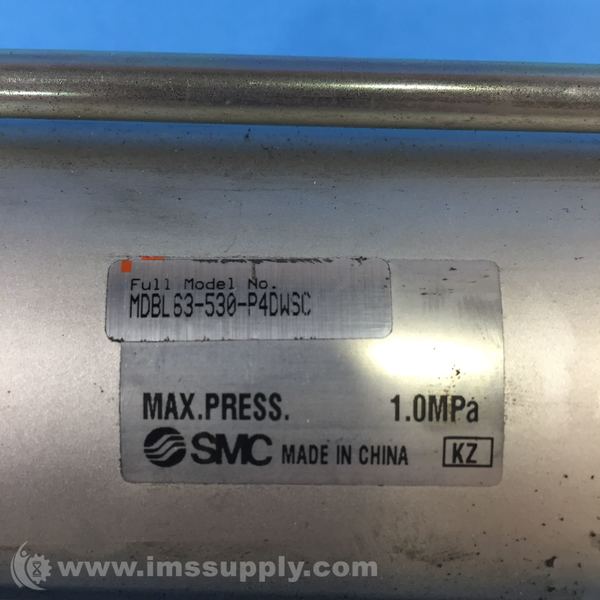 Full Model No.
MDBL63-530-P4DWSC
MAX.PRESS. 1.0MPa
SMC MADE IN CHINA KZ
www.imssupply.com